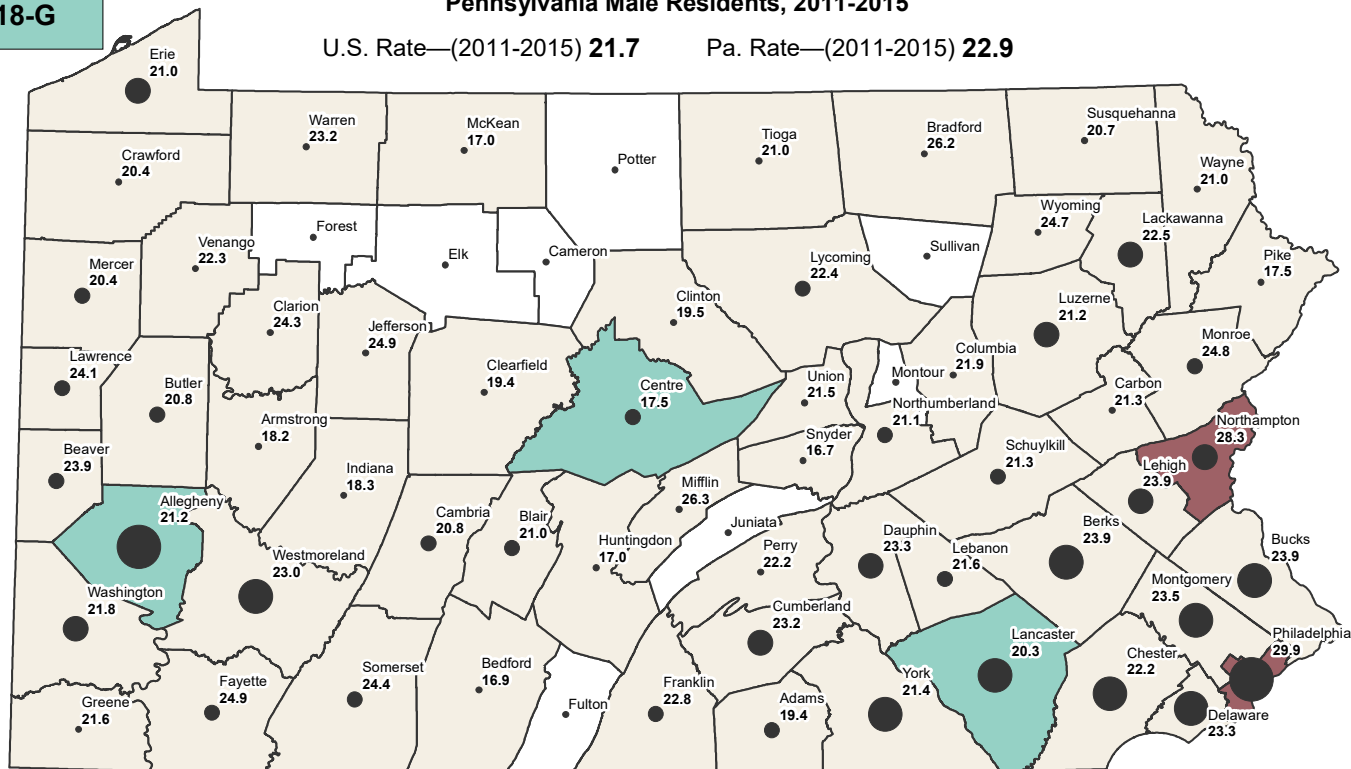 18-G
Pennsylvania Male Residents, 2011-2015
U.S. Rate—(2011-2015) 21.7
Pa. Rate—(2011-2015) 22.9
Erie
21.0
Warren
23.2
McKean
17.0
Potter
Tioga
21.0
Bradford
26.2
Susquehanna
20.7
Crawford
20.4
Wayne
21.0
Wyoming
24.7
Lackawanna
22.5
Forest
Venango
22.3
Elk
Cameron
Sullivan
Lycoming
22.4
Pike
17.5
Mercer
20.4
Clarion
24.3
Clinton
19.5
Luzerne
21.2
Jefferson
24.9
Monroe
24.8
Lawrence
24.1
Butler
20.8
Clearfield
19.4
Centre
17.5
Union
21.5
Montour
Columbia
21.9
Carbon
21.3
Northumberland
21.1
Armstrong
18.2
Northampton
28.3
Snyder
16.7
Schuylkill
21.3
Beaver
23.9
Indiana
18.3
Lehigh
23.9
Mifflin
26.3
Allegheny
21.2
Cambria
20.8
Blair
21.0
Juniata
Huntingdon
17.0
Perry
22.2
Dauphin
23.3
Lebanon
21.6
Berks
23.9
Bucks
23.9
Westmoreland
23.0
Montgomery
23.5
Washington
21.8
Cumberland
23.2
Lancaster
20.3
Philadelphia
29.9
Chester
22.2
Somerset
24.4
Bedford
16.9
York
21.4
Fayette
24.9
Franklin
22.8
Greene
21.6
Fulton
Adams
19.4
Delaware
23.3